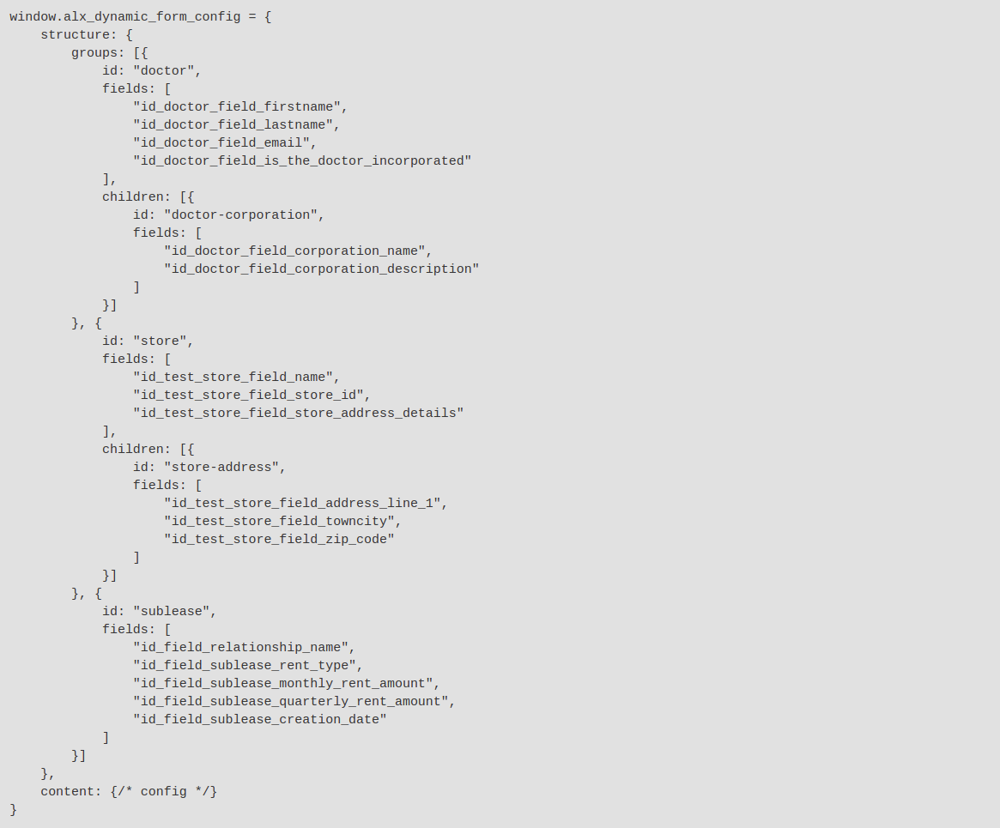 window.alx_dynamic_form_config = {
    structure: {
        groups: [{
            id: "doctor",
            fields: [
                "id_doctor_field_firstname",
                "id_doctor_field_lastname",
                "id_doctor_field_email",
                "id_doctor_field_is_the_doctor_incorporated"
            ],
            children: [{
                id: "doctor-corporation",
                fields: [
                    "id_doctor_field_corporation_name",
                    "id_doctor_field_corporation_description"
                ]
            }]
        }, {
            id: "store",
            fields: [
                "id_test_store_field_name",
                "id_test_store_field_store_id",
                "id_test_store_field_store_address_details"
            ],
            children: [{
                id: "store-address",
                fields: [
                    "id_test_store_field_address_line_1",
                    "id_test_store_field_towncity",
                    "id_test_store_field_zip_code"
                ]
            }]
        }, {
            id: "sublease",
            fields: [
                "id_field_relationship_name",
                "id_field_sublease_rent_type",
                "id_field_sublease_monthly_rent_amount",
                "id_field_sublease_quarterly_rent_amount",
                "id_field_sublease_creation_date"
            ]
        }]
    },
    content: {/* config */}
}